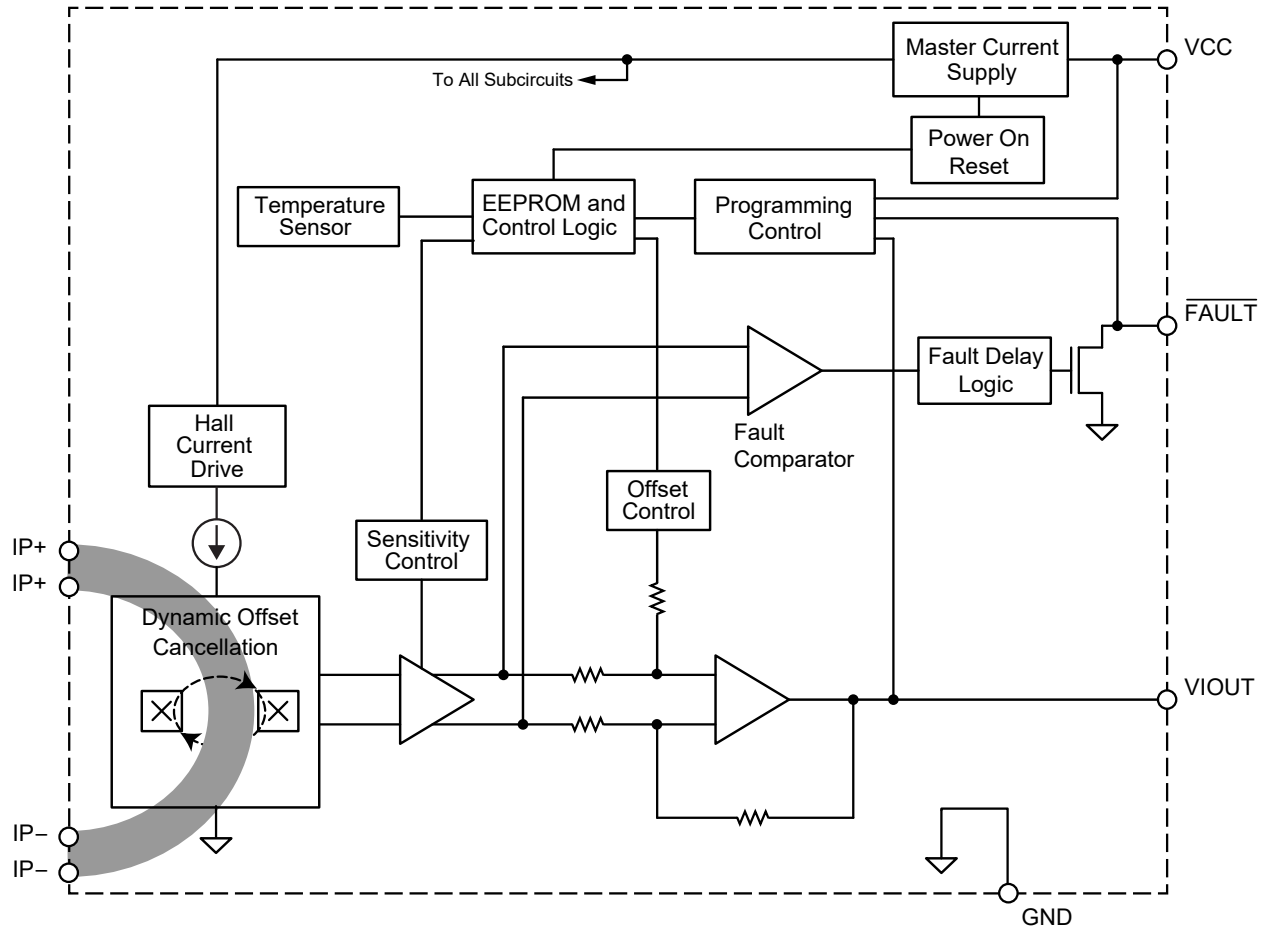 Master Current
Supply
VCC
To All Subcircuits
Power On
Reset
Temperature
Sensor
EEPROM and
Control Logic
Programming
Control
FAULT
Fault Delay
Logic
Hall
Current
Drive
Fault
Comparator
Offset
Control
Sensitivity
Control
IP+
IP+
Dynamic Offset
Cancellation
VIOUT
IP−
IP−
GND